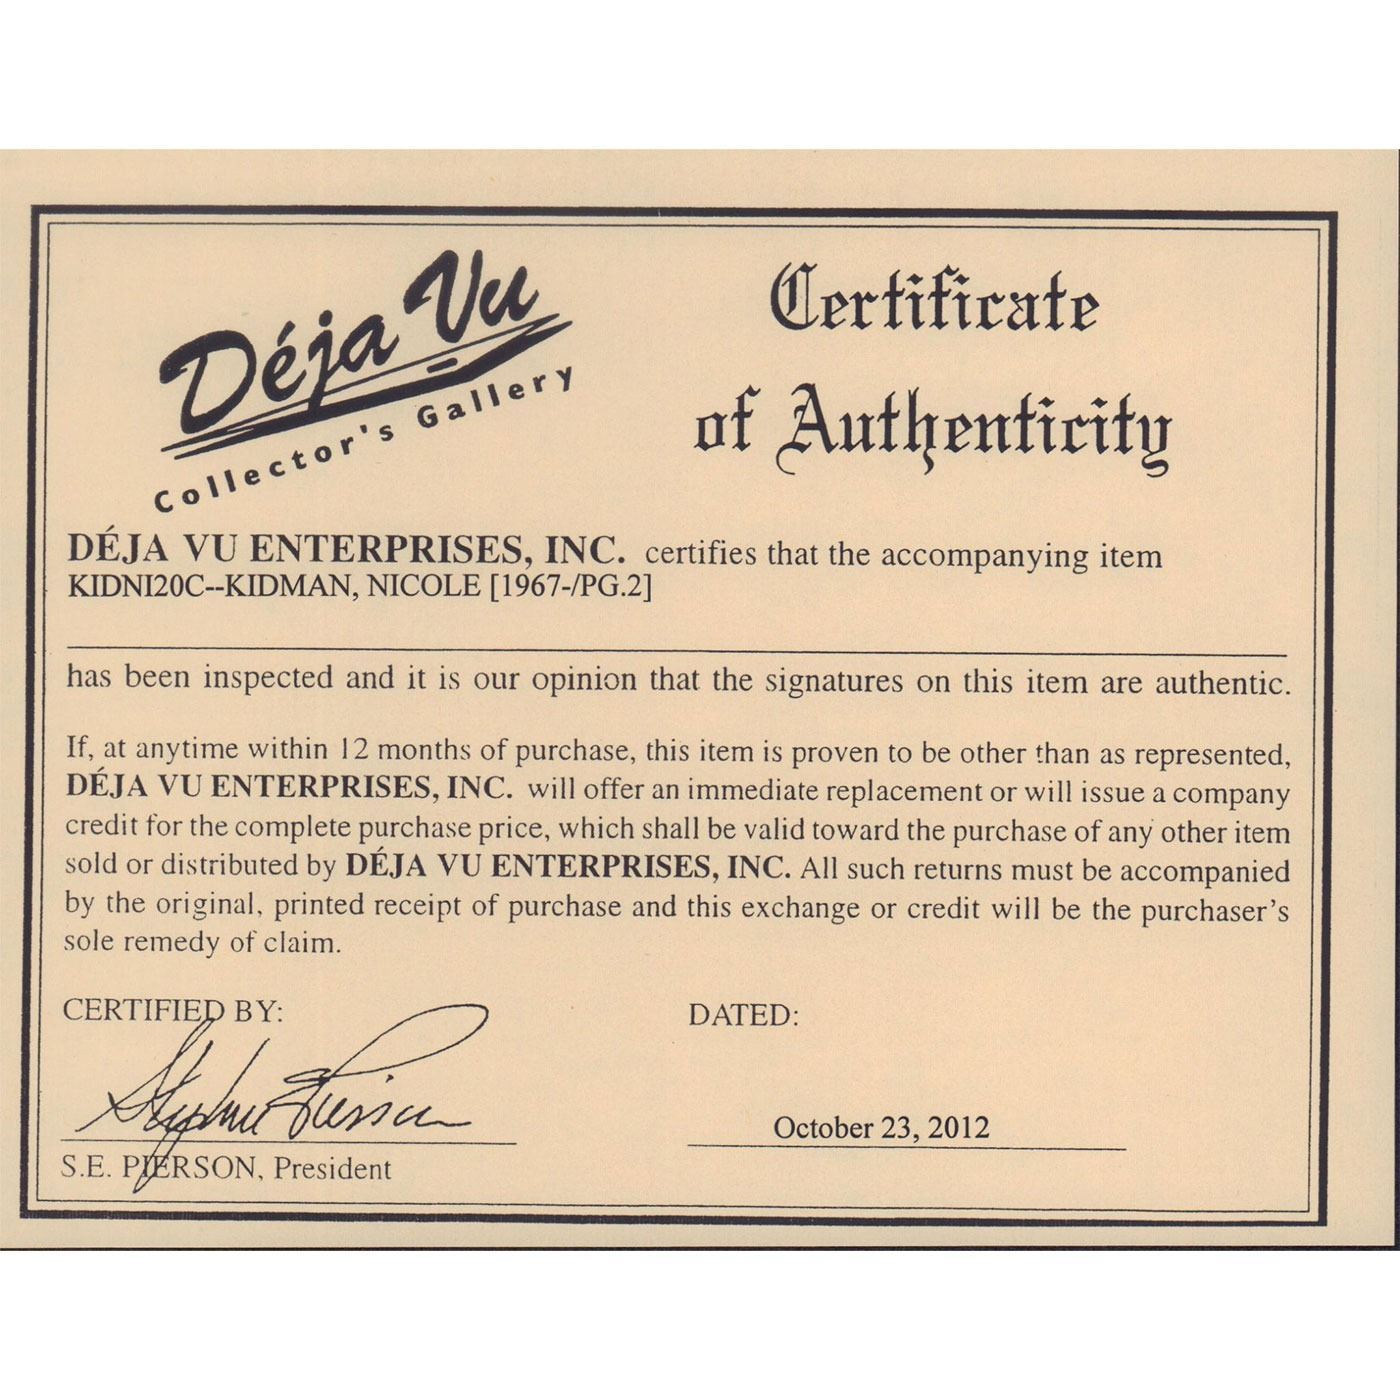 Déja Vu
Collector's Gallery
Certificate
of Authenticity
DÉJA VU ENTERPRISES, INC. certifies that the accompanying item
KIDNI20C--KIDMAN, NICOLE [1967-/PG.2]
has been inspected and it is our opinion that the signatures on this item are authentic.
If, at anytime within 12 months of purchase, this item is proven to be other than as represented,
DÉJA VU ENTERPRISES, INC. will offer an immediate replacement or will issue a company
credit for the complete purchase price, which shall be valid toward the purchase of any other item
sold or distributed by DÉJA VU ENTERPRISES, INC. All such returns must be accompanied
by the original, printed receipt of purchase and this exchange or credit will be the purchaser's
sole remedy of claim.
CERTIFIED BY:
DATED:
Stephen Pierson
October 23, 2012
S.E. PIERSON, President